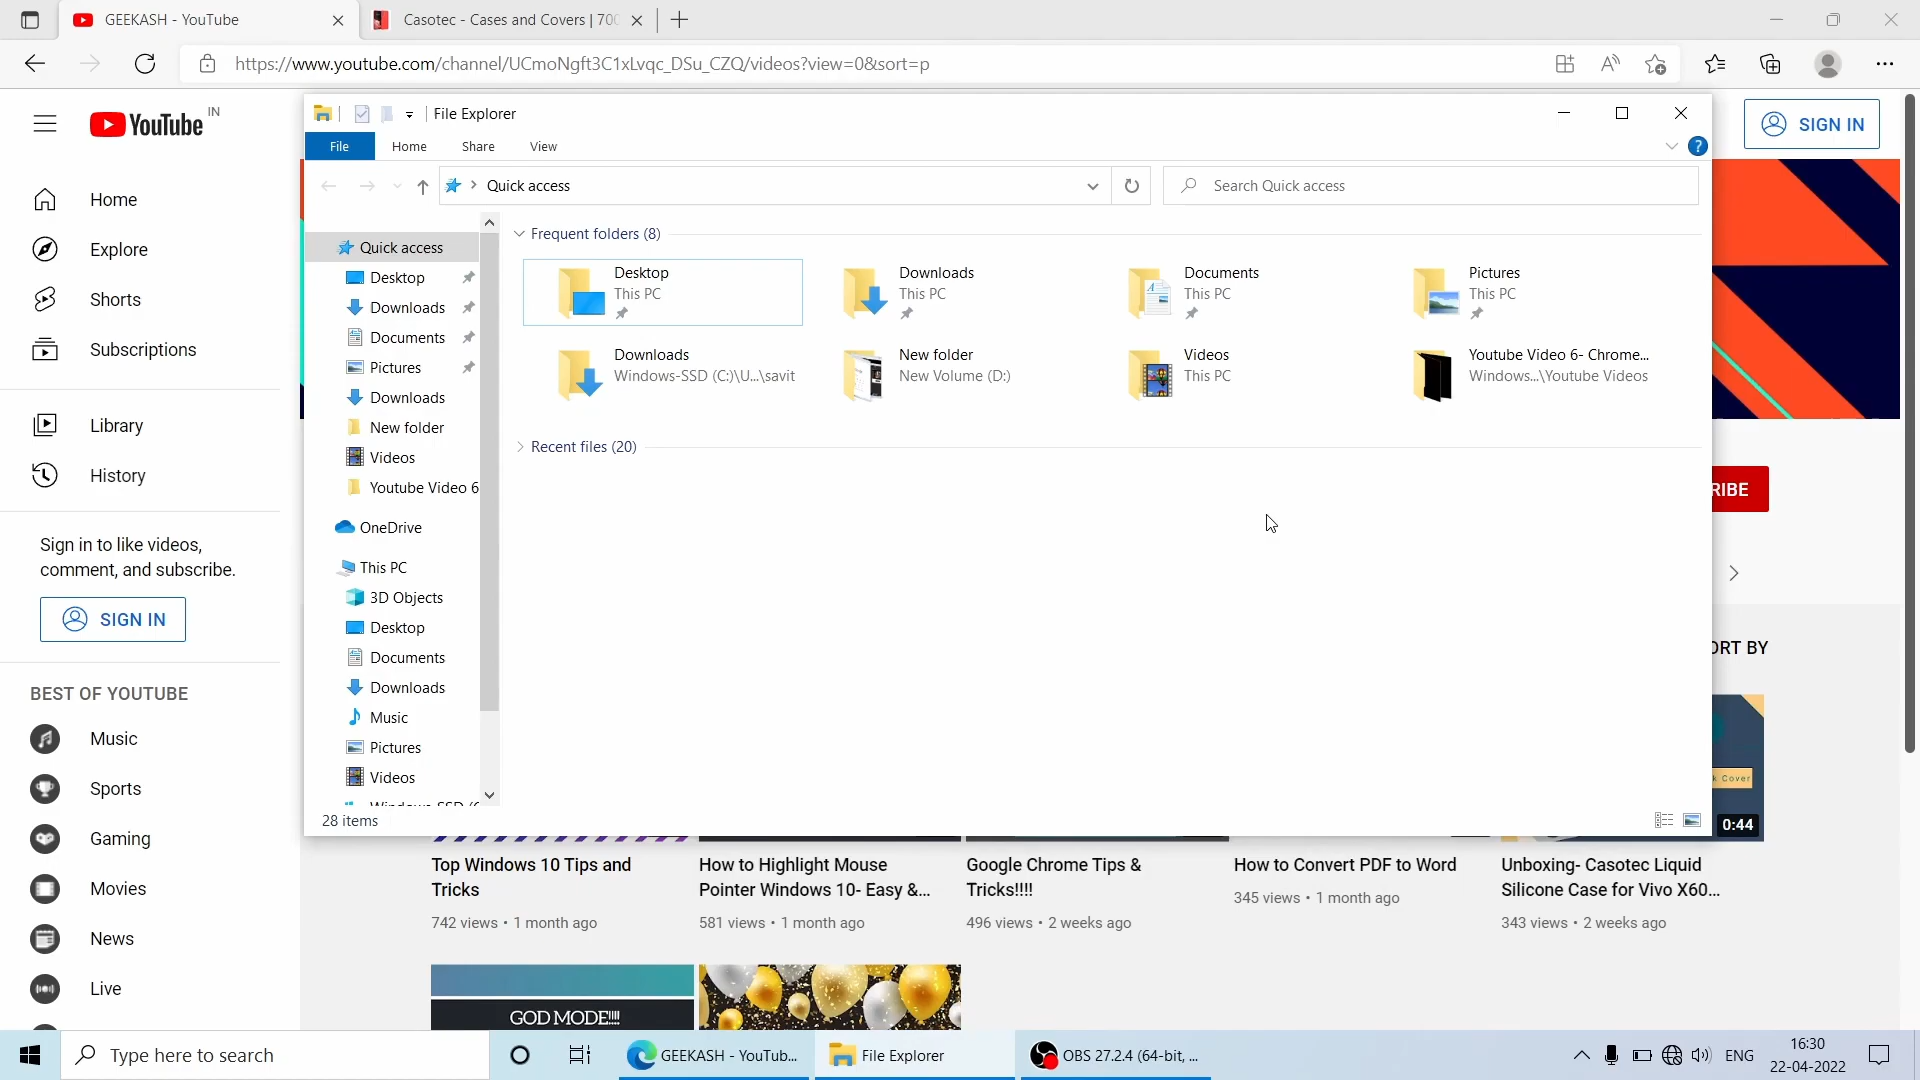 GEEKASH - YouTube
Casotec - Cases and Covers | 700
https://www.youtube.com/channel/UCmoNgft3C1xLvqc_DSu_CZQ/videos?view=0&sort=p
YouTube IN
SIGN IN
Home
Explore
Shorts
Subscriptions
Library
History
Sign in to like videos,
comment, and subscribe.
SIGN IN
BEST OF YOUTUBE
Music
Sports
Gaming
Movies
News
Live
File Explorer
File Home Share View
?
Quick access
Search Quick access
Quick access
Desktop
Downloads
Documents
Pictures
Downloads
New folder
Videos
Youtube Video 6
OneDrive
This PC
3D Objects
Desktop
Documents
Downloads
Music
Pictures
Videos
28 items
Frequent folders (8)
Desktop
This PC
Downloads
This PC
Documents
This PC
Pictures
This PC
Downloads
Windows-SSD (C:)\U...\savit
New folder
New Volume (D:)
Videos
This PC
Youtube Video 6- Chrome...
Windows...\Youtube Videos
Recent files (20)
RIBE
ORT BY
k Cover
0:44
Top Windows 10 Tips and
Tricks
742 views • 1 month ago
How to Highlight Mouse
Pointer Windows 10- Easy &...
581 views • 1 month ago
Google Chrome Tips &
Tricks!!!!
496 views • 2 weeks ago
How to Convert PDF to Word
345 views • 1 month ago
Unboxing- Casotec Liquid
Silicone Case for Vivo X60...
343 views • 2 weeks ago
GOD MODE!!!!
Type here to search
GEEKASH - YouTub...
File Explorer
OBS 27.2.4 (64-bit, ...
ENG
16:30
22-04-2022